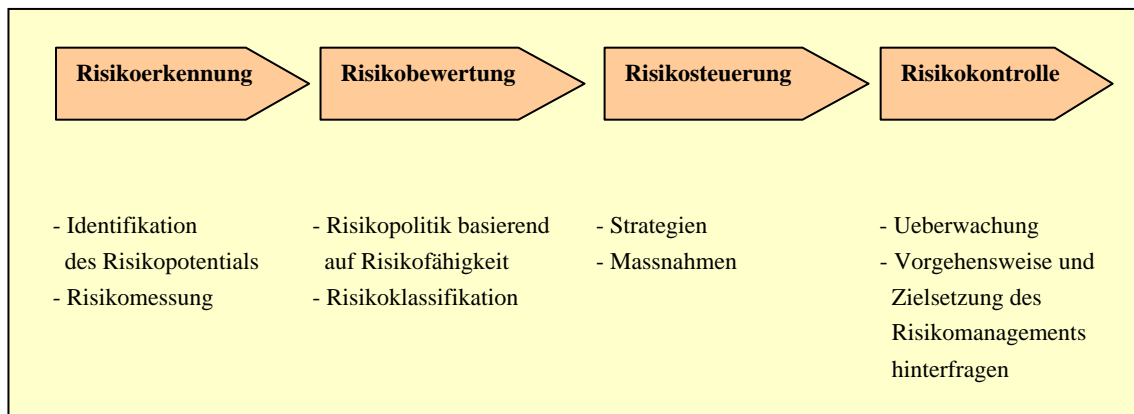 Risikoerkennung
Risikobewertung
Risikosteuerung
Risikokontrolle
- Identifikation
des Risikopotentials
- Risikomessung
- Risikopolitik basierend
auf Risikofähigkeit
- Risikoklassifikation
- Strategien
- Massnahmen
- Ueberwachung
- Vorgehensweise und
Zielsetzung des
Risikomanagements
hinterfragen